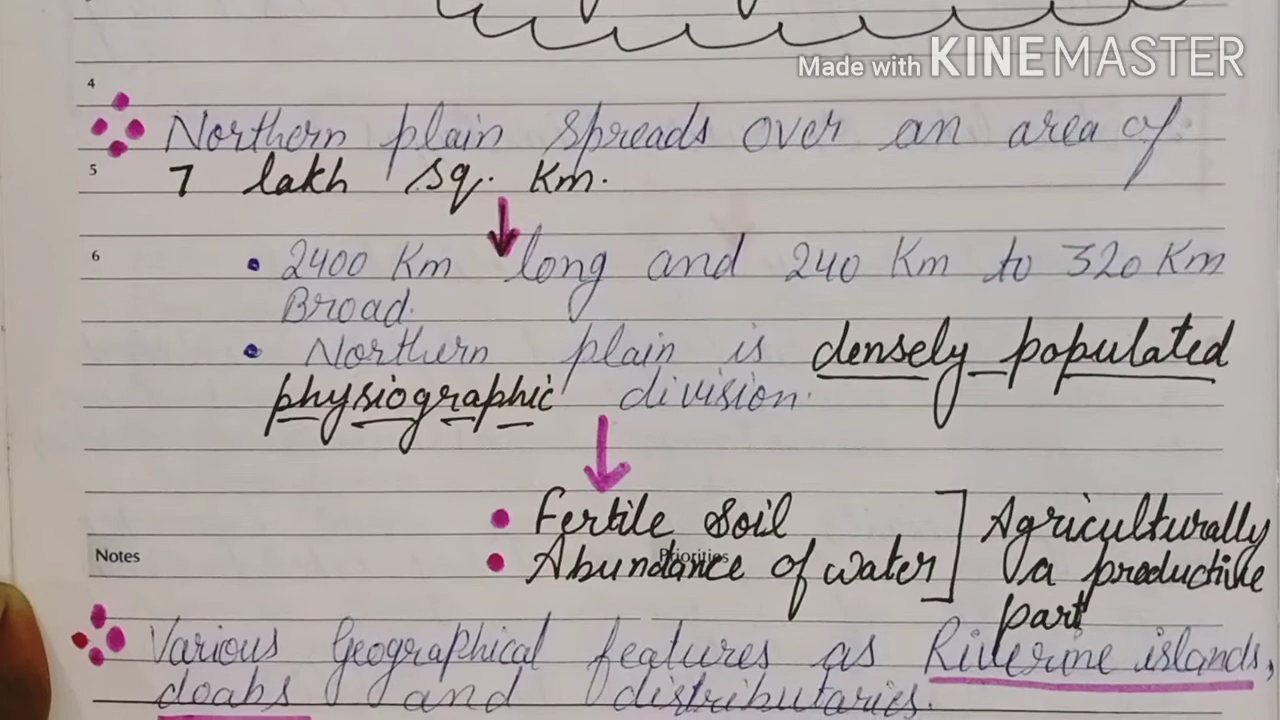 Made with KINEMASTER
4
Northern plain spreads over an area of
5
7 lakh sq. Km.
6
• 2400 Km long and 240 Km to 320 Km
Broad.
• Northern plain is densely populated
physiographic division.
• Fertile Soil
• Abundance of water
Agriculturally
a productive
part
Notes
Priorities
Various Geographical features as Riverine islands,
doabs and distributaries.